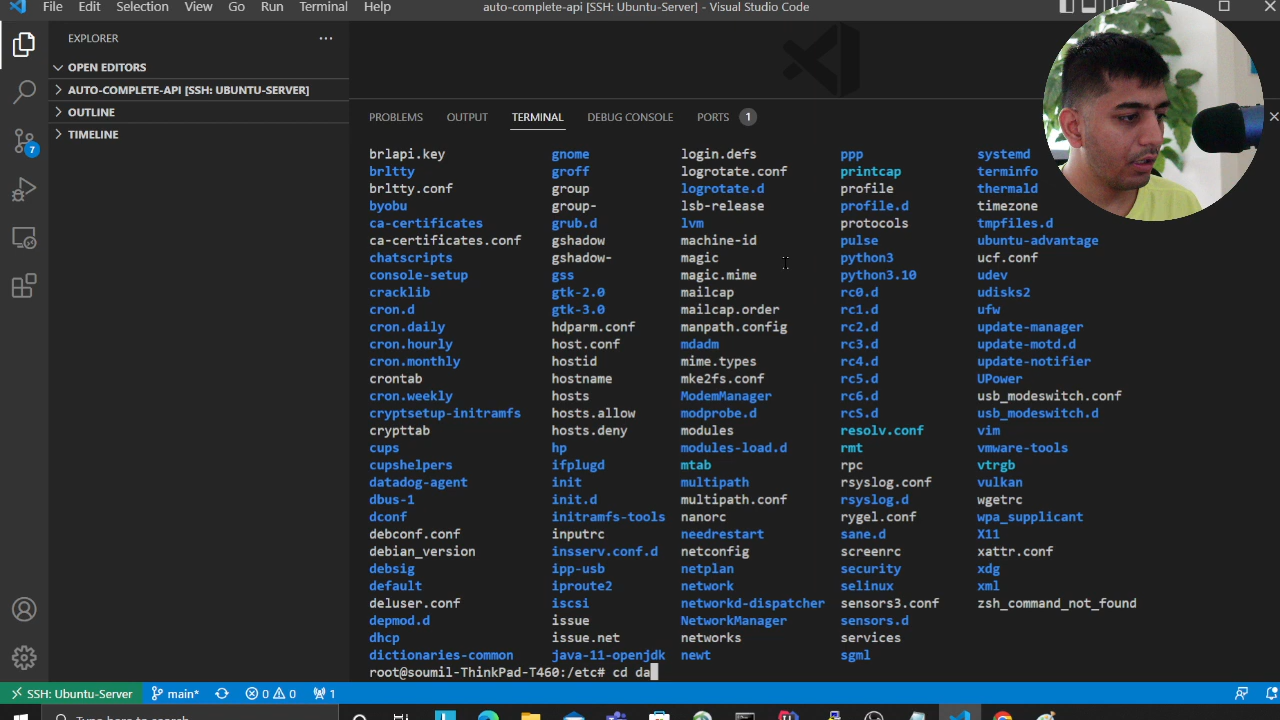 File Edit Selection View Go Run Terminal Help auto-complete-api [SSH: Ubuntu-Server] - Visual Studio Code
EXPLORER
OPEN EDITORS
AUTO-COMPLETE-API [SSH: UBUNTU-SERVER]
OUTLINE
TIMELINE
7
PROBLEMS OUTPUT TERMINAL DEBUG CONSOLE PORTS 1
brlapi.key gnome login.defs ppp systemd
brltty groff logrotate.conf printcap terminfo
brltty.conf group logrotate.d profile thermald
byobu group- lsb-release profile.d timezone
ca-certificates grub.d lvm protocols tmpfiles.d
ca-certificates.conf gshadow machine-id pulse ubuntu-advantage
chatscripts gshadow- magic python3 ucf.conf
console-setup gss magic.mime python3.10 udev
cracklib gtk-2.0 mailcap rc0.d udisks2
cron.d gtk-3.0 mailcap.order rc1.d ufw
cron.daily hdparm.conf manpath.config rc2.d update-manager
cron.hourly host.conf mdadm rc3.d update-motd.d
cron.monthly hostid mime.types rc4.d update-notifier
crontab hostname mke2fs.conf rc5.d UPower
cron.weekly hosts ModemManager rc6.d usb_modeswitch.conf
cryptsetup-initramfs hosts.allow modprobe.d rcS.d usb_modeswitch.d
crypttab hosts.deny modules resolv.conf vim
cups hp modules-load.d rmt vmware-tools
cupshelpers ifplugd mtab rpc vtrgb
datadog-agent init multipath rsyslog.conf vulkan
dbus-1 init.d multipath.conf rsyslog.d wgetrc
dconf initramfs-tools nanorc rygel.conf wpa_supplicant
debconf.conf inputrc needrestart sane.d X11
debian_version insserv.conf.d netconfig screenrc xattr.conf
debsig ipp-usb netplan security xdg
default iproute2 network selinux xml
deluser.conf iscsi networkd-dispatcher sensors3.conf zsh_command_not_found
depmod.d issue NetworkManager sensors.d
dhcp issue.net networks services
dictionaries-common java-11-openjdk newt sgml
root@soumil-ThinkPad-T460:/etc# cd da
SSH: Ubuntu-Server main* 0 0 1
Type here to search